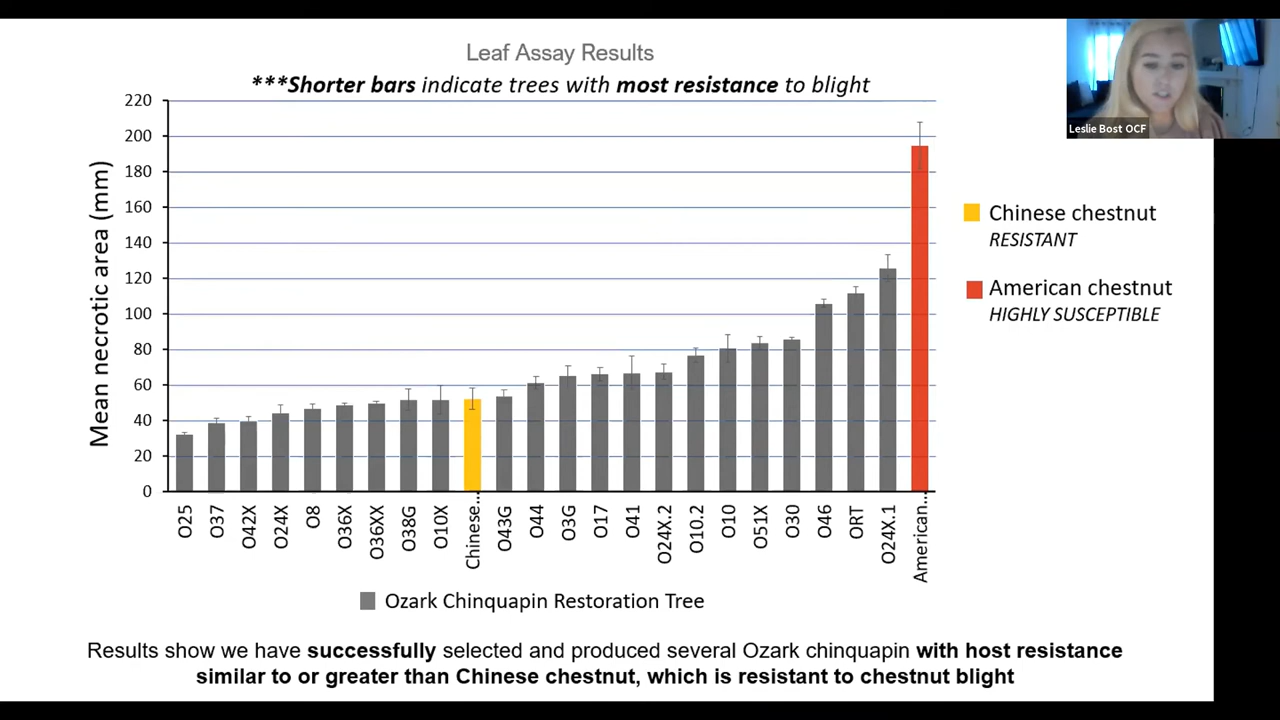 Leaf Assay Results
***Shorter bars indicate trees with most resistance to blight
Leslie Bost OCF
220
200
180
160
140
120
100
80
60
40
20
0
Mean necrotic area (mm)
Chinese chestnut
RESISTANT
American chestnut
HIGHLY SUSCEPTIBLE
O25
O37
O42X
O24X
O8
O36X
O36XX
O38G
O10X
Chinese...
O43G
O44
O3G
O17
O41
O24X.2
O10.2
O10
O51X
O30
O46
ORT
O24X.1
American...
Ozark Chinquapin Restoration Tree
Results show we have successfully selected and produced several Ozark chinquapin with host resistance
similar to or greater than Chinese chestnut, which is resistant to chestnut blight